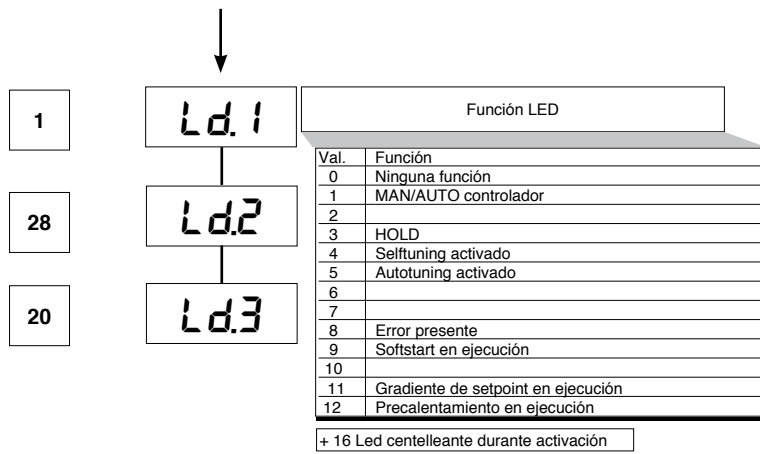 1
Ld.1
Función LED
Val. Función
0 Ninguna función
1 MAN/AUTO controlador
2
3 HOLD
4 Selftuning activado
5 Autotuning activado
6
7
8 Error presente
9 Softstart en ejecución
10
11 Gradiente de setpoint en ejecución
12 Precalentamiento en ejecución
+ 16 Led centelleante durante activación
28
Ld.2
20
Ld.3